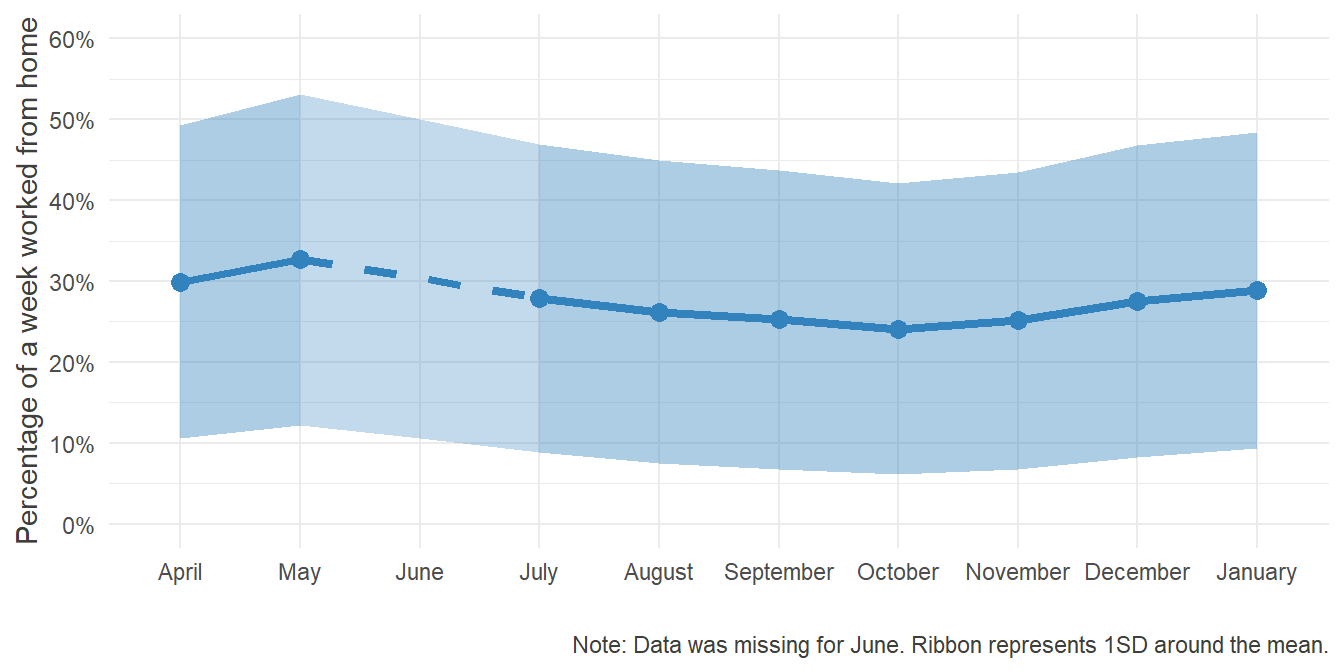 Percentage of a week worked from home
60%
50%
40%
30%
20%
10%
0%
April May June July August September October November December January
Note: Data was missing for June. Ribbon represents 1SD around the mean.